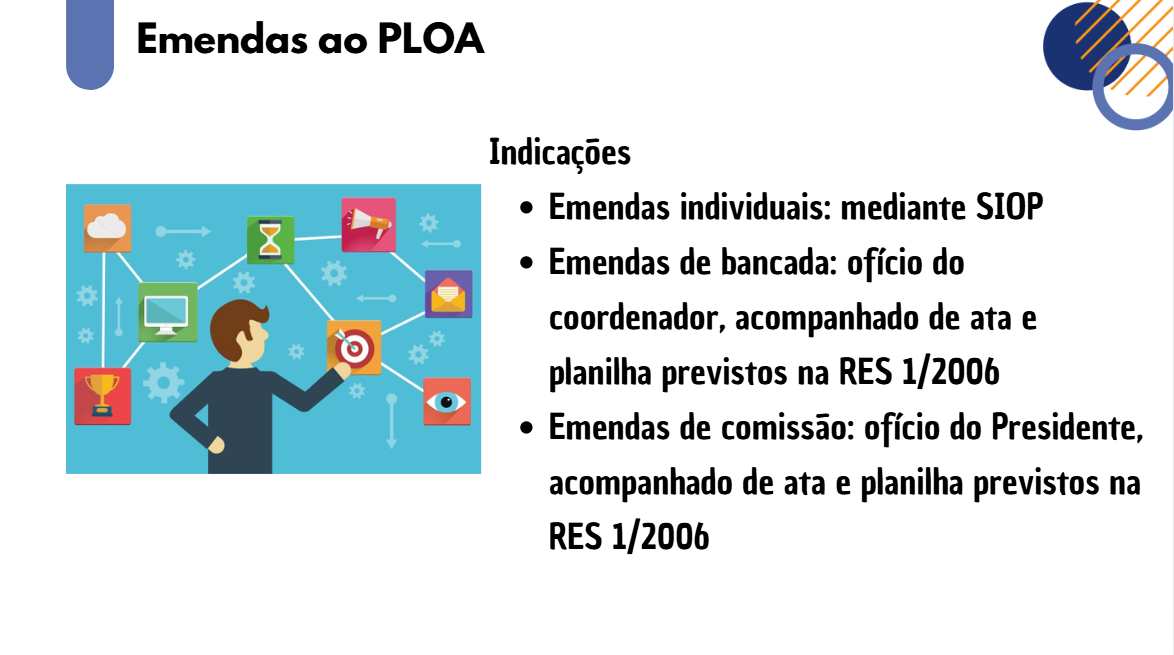 Emendas ao PLOA
Indicações
• Emendas individuais: mediante SIOP
• Emendas de bancada: ofício do
coordenador, acompanhado de ata e
planilha previstos na RES 1/2006
• Emendas de comissão: ofício do Presidente,
acompanhado de ata e planilha previstos na
RES 1/2006